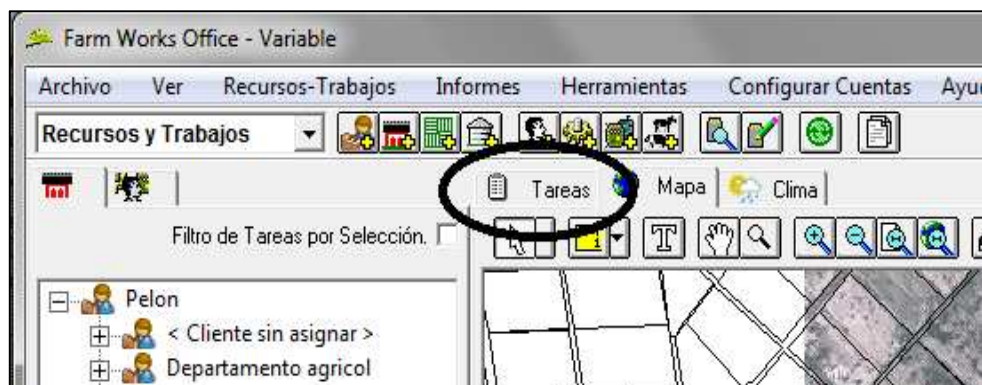 Farm Works Office - Variable
Archivo Ver Recursos-Trabajos Informes Herramientas Configurar Cuentas
Recursos y Trabajos
Tareas Mapa Clima
Filtro de Tareas por Selección.
T
Pelon
< Cliente sin asignar >
Departamento agricol